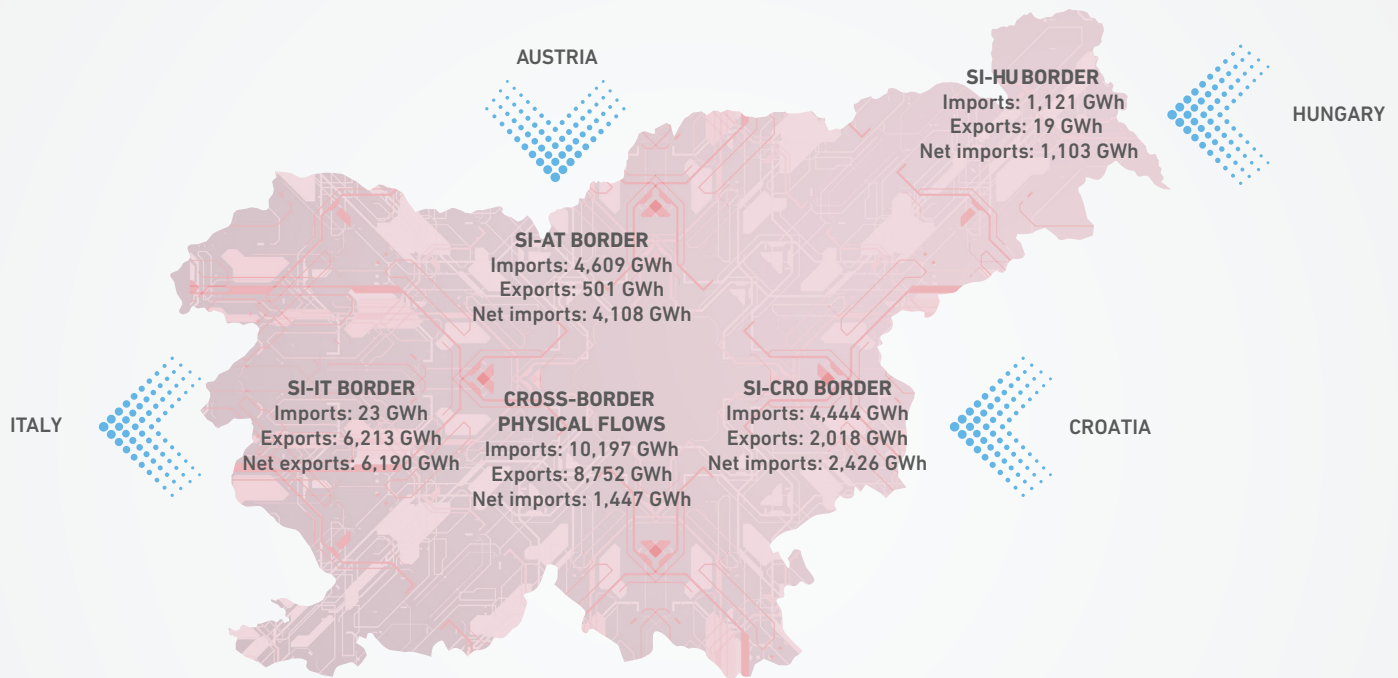 AUSTRIA
SI-HU BORDER
Imports: 1,121 GWh
Exports: 19 GWh
Net imports: 1,103 GWh
HUNGARY
SI-AT BORDER
Imports: 4,609 GWh
Exports: 501 GWh
Net imports: 4,108 GWh
ITALY
SI-IT BORDER
Imports: 23 GWh
Exports: 6,213 GWh
Net exports: 6,190 GWh
CROSS-BORDER
PHYSICAL FLOWS
Imports: 10,197 GWh
Exports: 8,752 GWh
Net imports: 1,447 GWh
SI-CRO BORDER
Imports: 4,444 GWh
Exports: 2,018 GWh
Net imports: 2,426 GWh
CROATIA